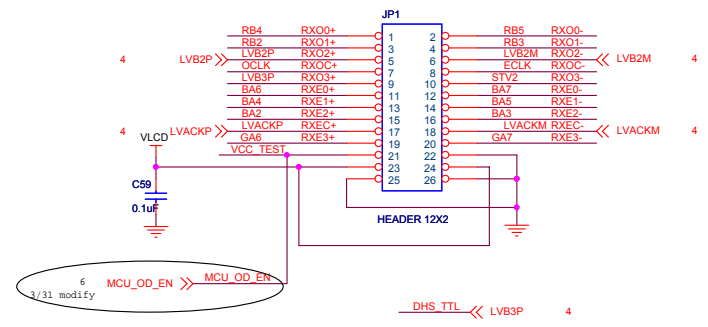 JP1
RB4 RXO0+ 1 2 RB5 RXO0-
RB2 RXO1+ 3 4 RB3 RXO1-
4 LVB2P LVB2P RXO2+ 5 6 LVB2M RXO2- LVB2M 4
OCLK RXOC+ 7 8 ECLK RXOC-
LVB3P RXO3+ 9 10 STV2 RXO3-
BA6 RXE0+ 11 12 BA7 RXE0-
BA4 RXE1+ 13 14 BA5 RXE1-
BA2 RXE2+ 15 16 BA3 RXE2-
4 LVACKP LVACKP RXEC+ 17 18 LVACKM RXEC- LVACKM 4
VLCD GA6 RXE3+ 19 20 GA7 RXE3-
VCC_TEST 21 22
23 24
25 26
C59
0.1uF
HEADER 12X2
6 MCU_OD_EN MCU_OD_EN
3/31 modify
DHS_TTL LVB3P 4